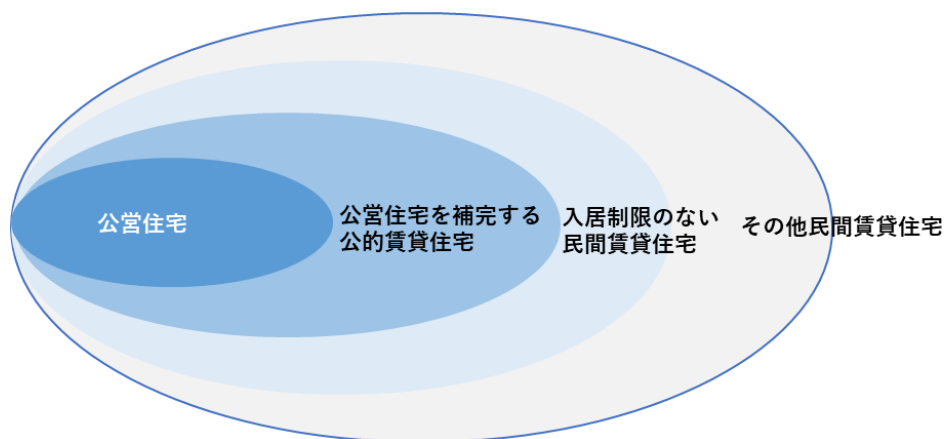 公営住宅
公営住宅を補完する
公的賃貸住宅
入居制限のない
民間賃貸住宅
その他民間賃貸住宅